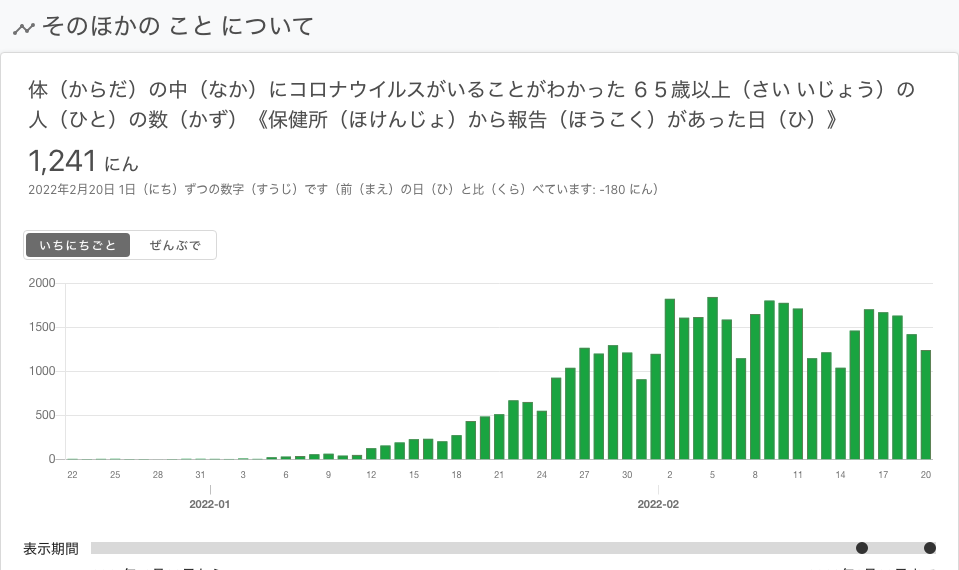 そのほかの こと について
体（からだ）の中（なか）にコロナウイルスがいることがわかった ６５歳以上（さい いじょう）の
人（ひと）の数（かず）《保健所（ほけんじょ）から報告（ほうこく）があった日（ひ）》
1,241 にん
2022年2月20日 1日（にち）ずつの数字（すうじ）です（前（まえ）の日（ひ）と比（くら）べています: -180 にん）
いちにちごと ぜんぶで
2000
1500
1000
500
0
22 25 28 31 3 6 9 12 15 18 21 24 27 30 2 5 8 11 14 17 20
2022-01 2022-02
表示期間